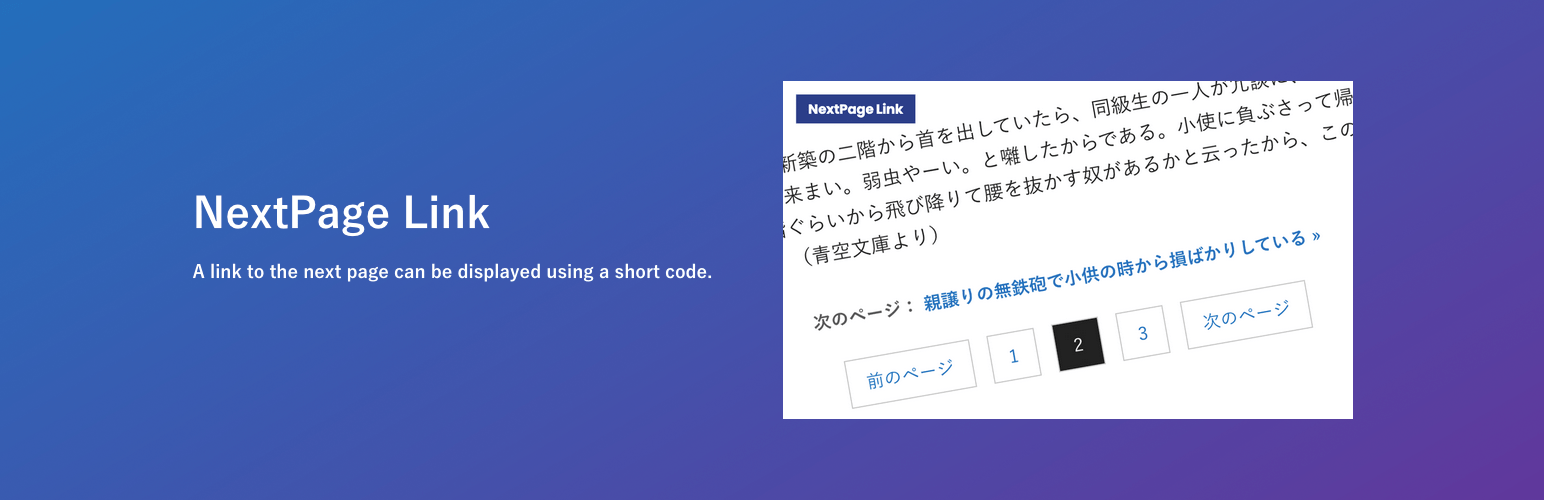 NextPage Link
A link to the next page can be displayed using a short code.
NextPage Link
新築の二階から首を出していたら、同級生の一人が冗談に、
来まい。弱虫やーい。と囃したからである。小使に負ぶさって帰
ぐらいから飛び降りて腰を抜かす奴があるかと云ったから、この
（青空文庫より）
次のページ： 親譲りの無鉄砲で小供の時から損ばかりしている »
前のページ 1 2 3 次のページ